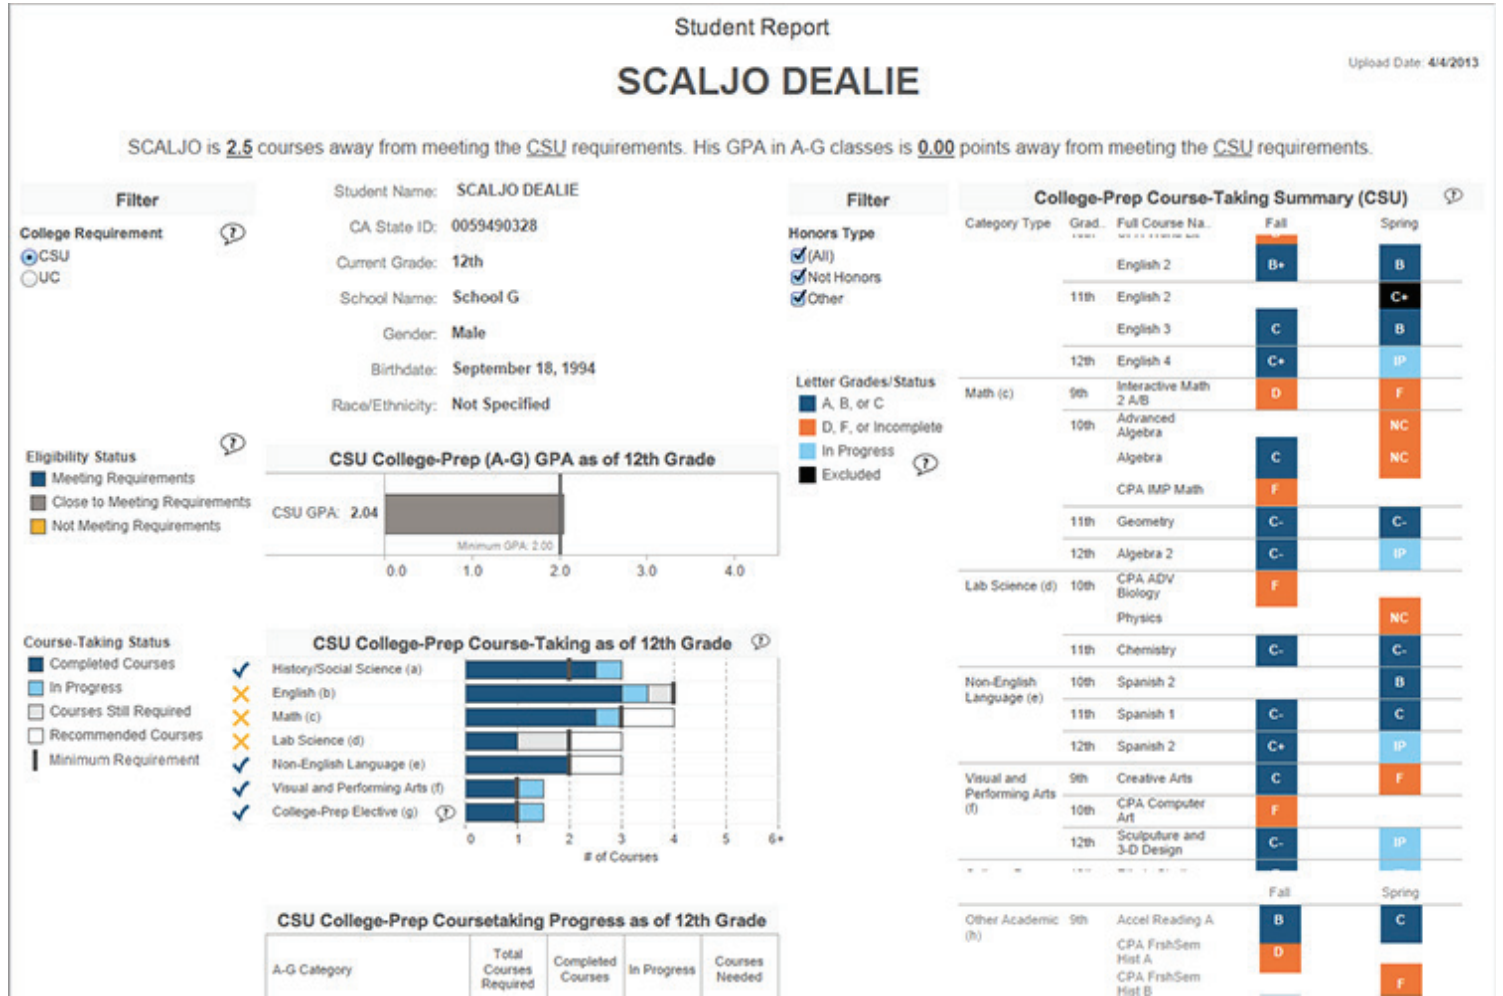 Student Report
SCALJO DEALIE
Upload Date: 4/4/2013
SCALJO is 2.5 courses away from meeting the CSU requirements. His GPA in A-G classes is 0.00 points away from meeting the CSU requirements.
Filter
College Requirement
CSU
UC
Student Name: SCALJO DEALIE
CA State ID: 0059490328
Current Grade: 12th
School Name: School G
Gender: Male
Birthdate: September 18, 1994
Race/Ethnicity: Not Specified
Filter
Honors Type
(All)
Not Honors
Other
Letter Grades/Status
A, B, or C
D, F, or Incomplete
In Progress
Excluded
Eligibility Status
Meeting Requirements
Close to Meeting Requirements
Not Meeting Requirements
CSU College-Prep (A-G) GPA as of 12th Grade
CSU GPA: 2.04
Minimum GPA: 2.00
0.0 1.0 2.0 3.0 4.0
Course-Taking Status
Completed Courses
In Progress
Courses Still Required
Recommended Courses
Minimum Requirement
CSU College-Prep Course-Taking as of 12th Grade
History/Social Science (a)
English (b)
Math (c)
Lab Science (d)
Non-English Language (e)
Visual and Performing Arts (f)
College-Prep Elective (g)
0 1 2 3 4 5 6+
# of Courses
CSU College-Prep Coursetaking Progress as of 12th Grade
A-G Category
Total Courses Required
Completed Courses
In Progress
Courses Needed
College-Prep Course-Taking Summary (CSU)
Category Type Grad.. Full Course Na.. Fall Spring
English 2 B+ B
11th English 2 C+
English 3 C B
12th English 4 C+ IP
Math (c) 9th Interactive Math 2 A/B D F
10th Advanced Algebra NC
Algebra C NC
CPA IMP Math F
11th Geometry C- C-
12th Algebra 2 C- IP
Lab Science (d) 10th CPA ADV Biology F
Physics NC
11th Chemistry C- C-
Non-English Language (e) 10th Spanish 2 B
11th Spanish 1 C- C
12th Spanish 2 C+ IP
Visual and Performing Arts (f) 9th Creative Arts C F
10th CPA Computer Art F
12th Sculputure and 3-D Design C- IP
Fall Spring
Other Academic (h) 9th Accel Reading A B C
CPA FrshSem Hist A D
CPA FrshSem Hist B F